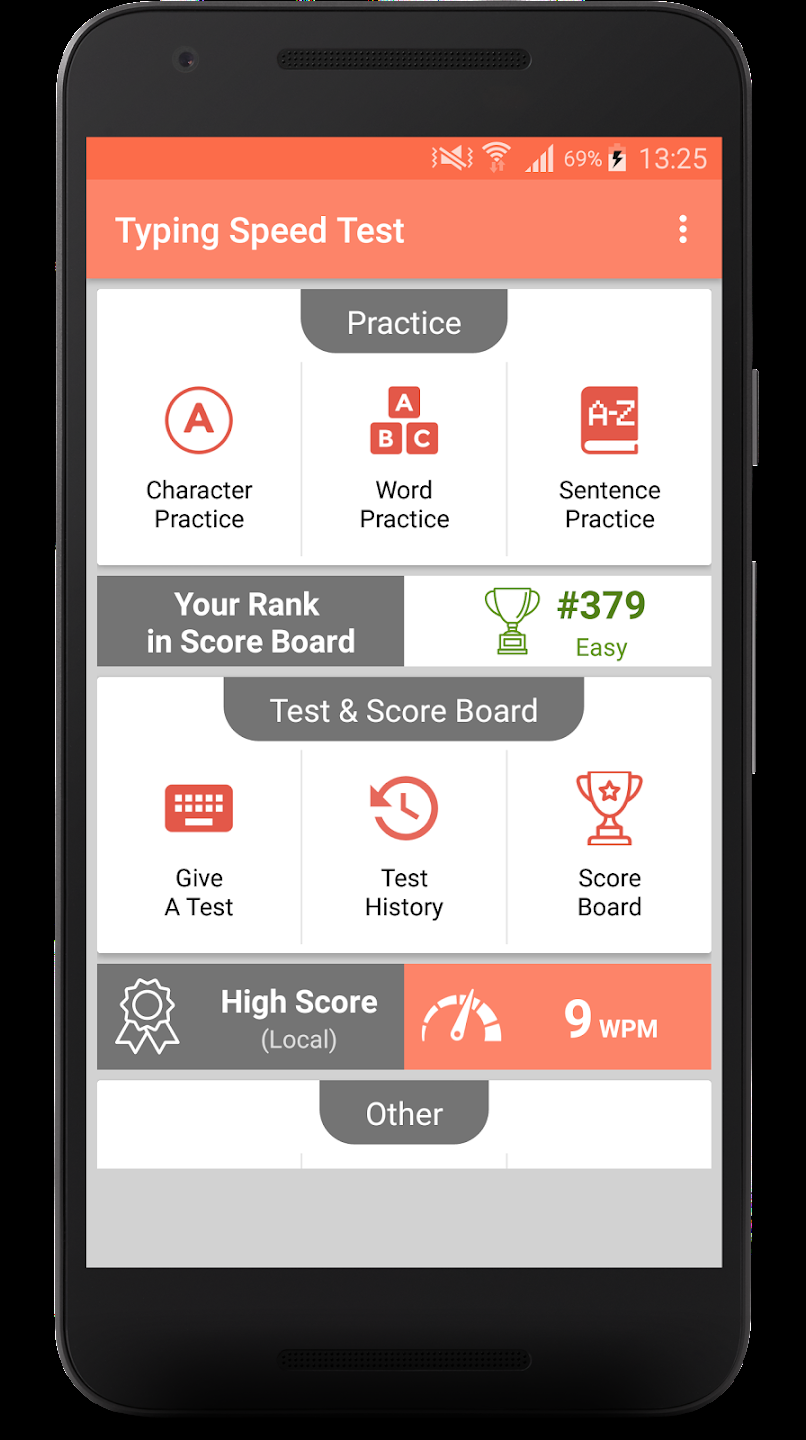 69% 13:25
Typing Speed Test
Practice
A
A
B C
A-Z
Character
Practice
Word
Practice
Sentence
Practice
Your Rank
in Score Board
#379
Easy
Test & Score Board
Give
A Test
Test
History
Score
Board
High Score
(Local)
9 WPM
Other